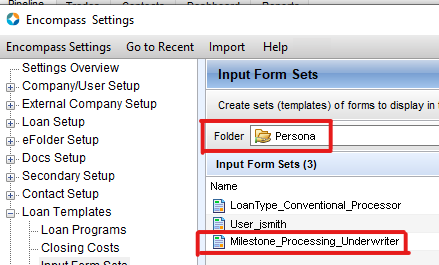 Encompass Settings
Encompass Settings Go to Recent Import Help
Settings Overview
Company/User Setup
External Company Setup
Loan Setup
eFolder Setup
Docs Setup
Secondary Setup
Contact Setup
Loan Templates
Loan Programs
Closing Costs
Input Form Sets
Input Form Sets
Create sets (templates) of forms to display in
Folder Persona
Input Form Sets (3)
Name
LoanType_Conventional_Processor
User_jsmith
Milestone_Processing_Underwriter